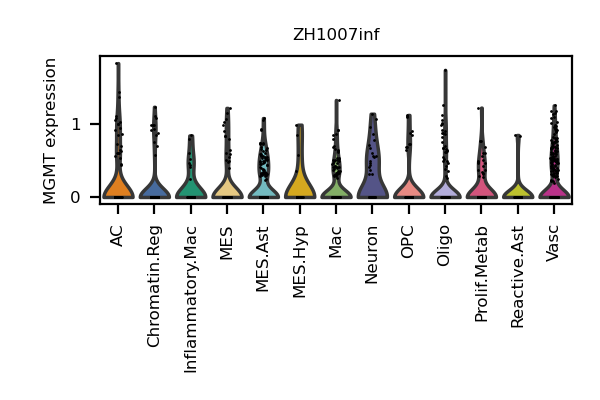 ZH1007inf
MGMT expression
1
0
AC
Chromatin.Reg
Inflammatory.Mac
MES
MES.Ast
MES.Hyp
Mac
Neuron
OPC
Oligo
Prolif.Metab
Reactive.Ast
Vasc